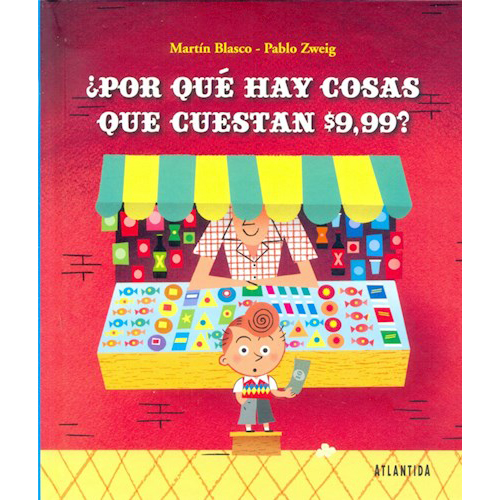 Martín Blasco - Pablo Zweig
¿POR QUÉ HAY COSAS
QUE CUESTAN $9,99?
ATLANTIDA